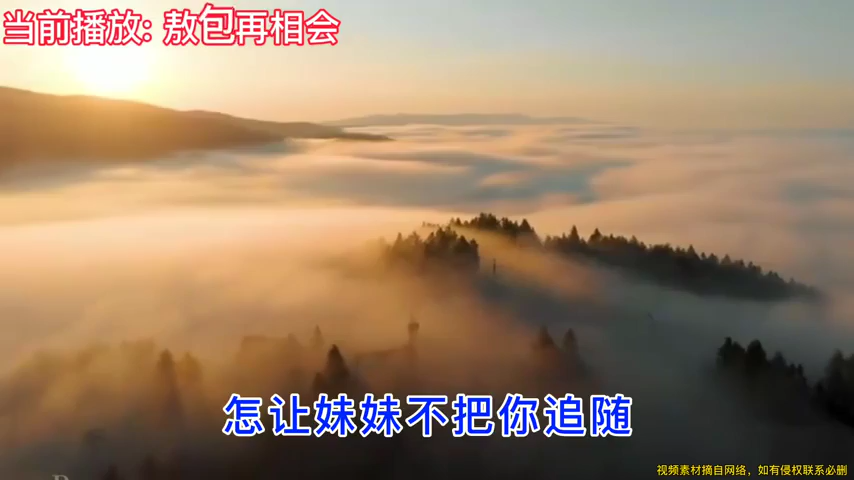 当前播放: 敖包再相会
怎让妹妹不把你追随
视频素材摘自网络，如有侵权联系必删